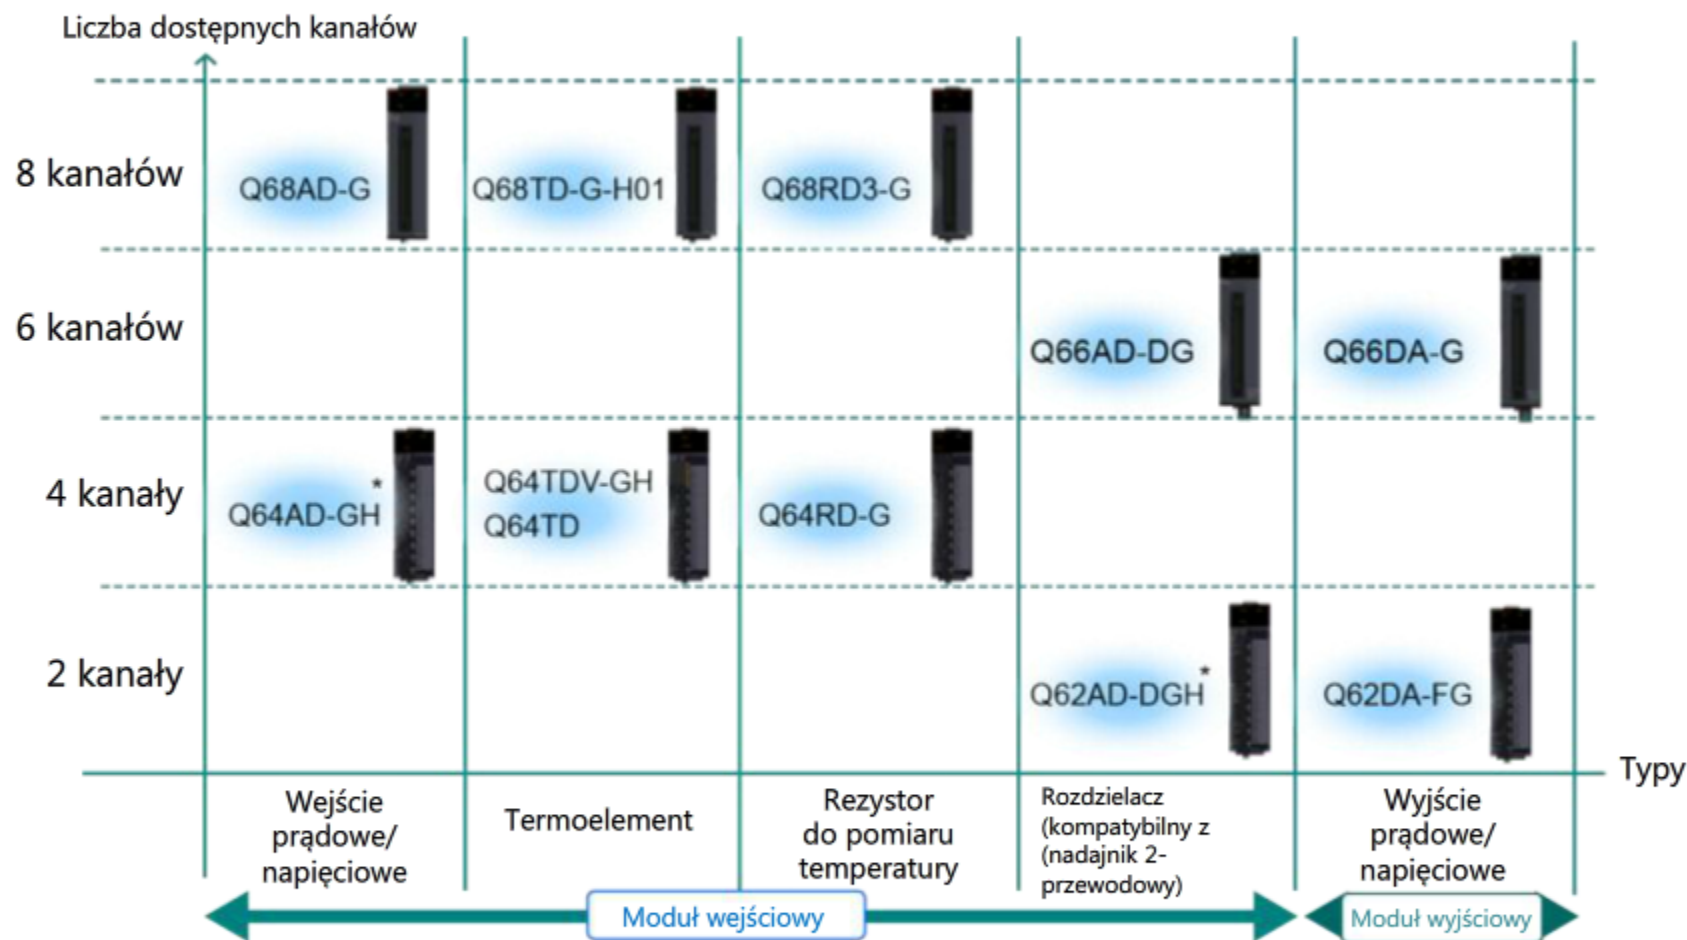 Liczba dostępnych kanałów
8 kanałów
Q68AD-G
Q68TD-G-H01
Q68RD3-G
6 kanałów
Q66AD-DG
Q66DA-G
4 kanały
Q64AD-GH*
Q64TDV-GH
Q64TD
Q64RD-G
2 kanały
Q62AD-DGH*
Q62DA-FG
Typy
Wejście
prądowe/
napięciowe
Termoelement
Rezystor
do pomiaru
temperatury
Rozdzielacz
(kompatybilny z
(nadajnik 2-
przewodowy)
Wyjście
prądowe/
napięciowe
Moduł wejściowy
Moduł wyjściowy